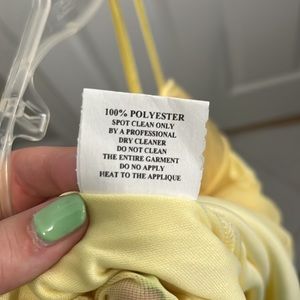 100% POLYESTER
SPOT CLEAN ONLY
BY A PROFESSIONAL
DRY CLEANER
DO NOT CLEAN
THE ENTIRE GARMENT
DO NO APPLY
HEAT TO THE APPLIQUE